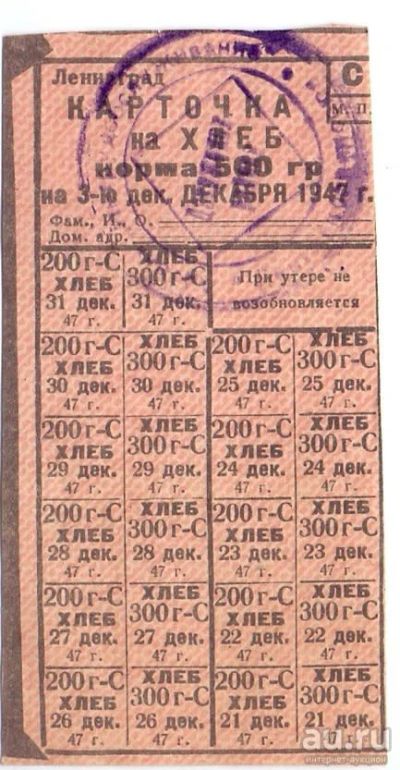 Ленинград
С
КАРТОЧКА
М. П.
на ХЛЕБ
норма 500 гр
на 3-ю дек. ДЕКАБРЯ 1947 г.
Фам., И., О.
Дом. адр.
200 г-С ХЛЕБ
ХЛЕБ 300 г-С
При утере не
31 дек. 31 дек.
возобновляется
47 г. 47 г.
200 г-С ХЛЕБ 200 г-С ХЛЕБ
ХЛЕБ 300 г-С ХЛЕБ 300 г-С
30 дек. 30 дек. 25 дек. 25 дек.
47 г. 47 г. 47 г. 47 г.
200 г-С ХЛЕБ 200 г-С ХЛЕБ
ХЛЕБ 300 г-С ХЛЕБ 300 г-С
29 дек. 29 дек. 24 дек. 24 дек.
47 г. 47 г. 47 г. 47 г.
200 г-С ХЛЕБ 200 г-С ХЛЕБ
ХЛЕБ 300 г-С ХЛЕБ 300 г-С
28 дек. 28 дек. 23 дек. 23 дек.
47 г. 47 г. 47 г. 47 г.
200 г-С ХЛЕБ 200 г-С ХЛЕБ
ХЛЕБ 300 г-С ХЛЕБ 300 г-С
27 дек. 27 дек. 22 дек. 22 дек.
47 г. 47 г. 47 г. 47 г.
200 г-С ХЛЕБ 200 г-С ХЛЕБ
ХЛЕБ 300 г-С ХЛЕБ 300 г-С
26 дек. 26 дек. 21 дек. 21 дек.
47 г. 47 г. 47 г. 47 г.
au.ru
интернет-аукцион